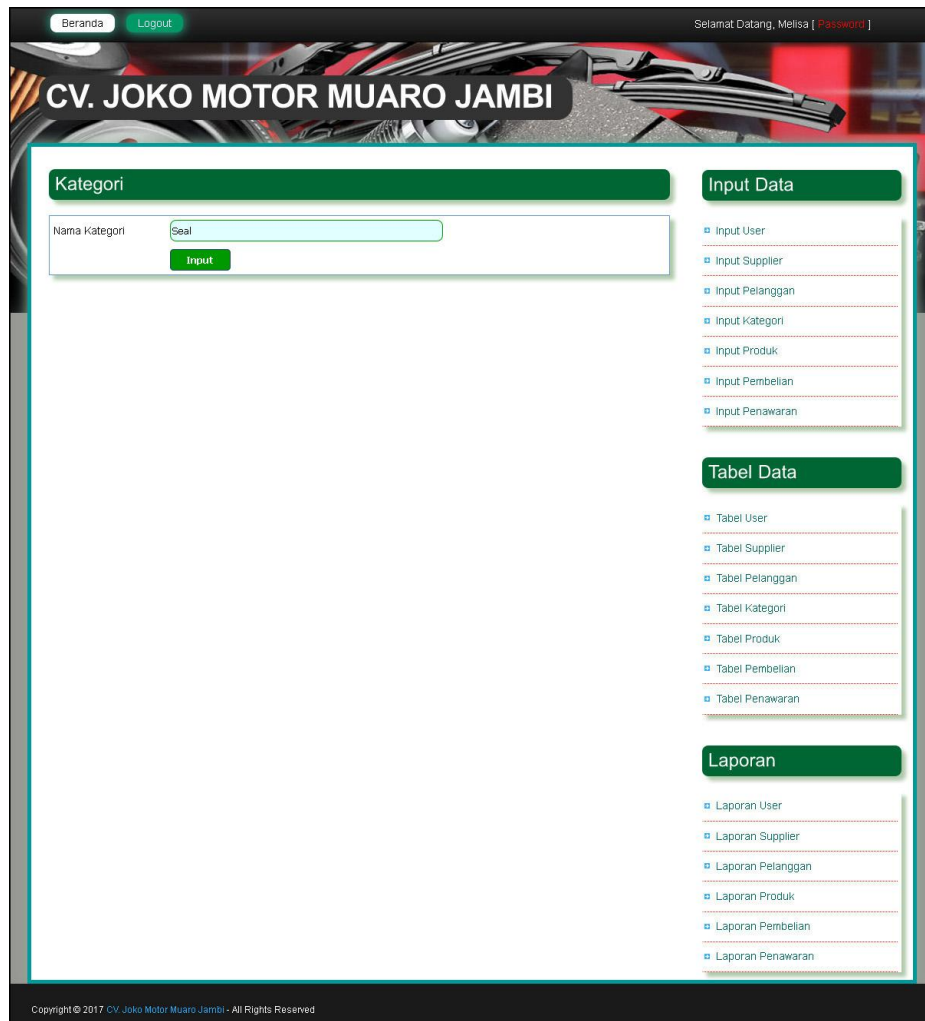 Beranda Logout Selamat Datang, Melisa [ Password ]
CV. JOKO MOTOR MUARO JAMBI
Kategori
Nama Kategori Seal
Input
Input Data
Input User
Input Supplier
Input Pelanggan
Input Kategori
Input Produk
Input Pembelian
Input Penawaran
Tabel Data
Tabel User
Tabel Supplier
Tabel Pelanggan
Tabel Kategori
Tabel Produk
Tabel Pembelian
Tabel Penawaran
Laporan
Laporan User
Laporan Supplier
Laporan Pelanggan
Laporan Produk
Laporan Pembelian
Laporan Penawaran
Copyright © 2017 CV. Joko Motor Muaro Jambi - All Rights Reserved